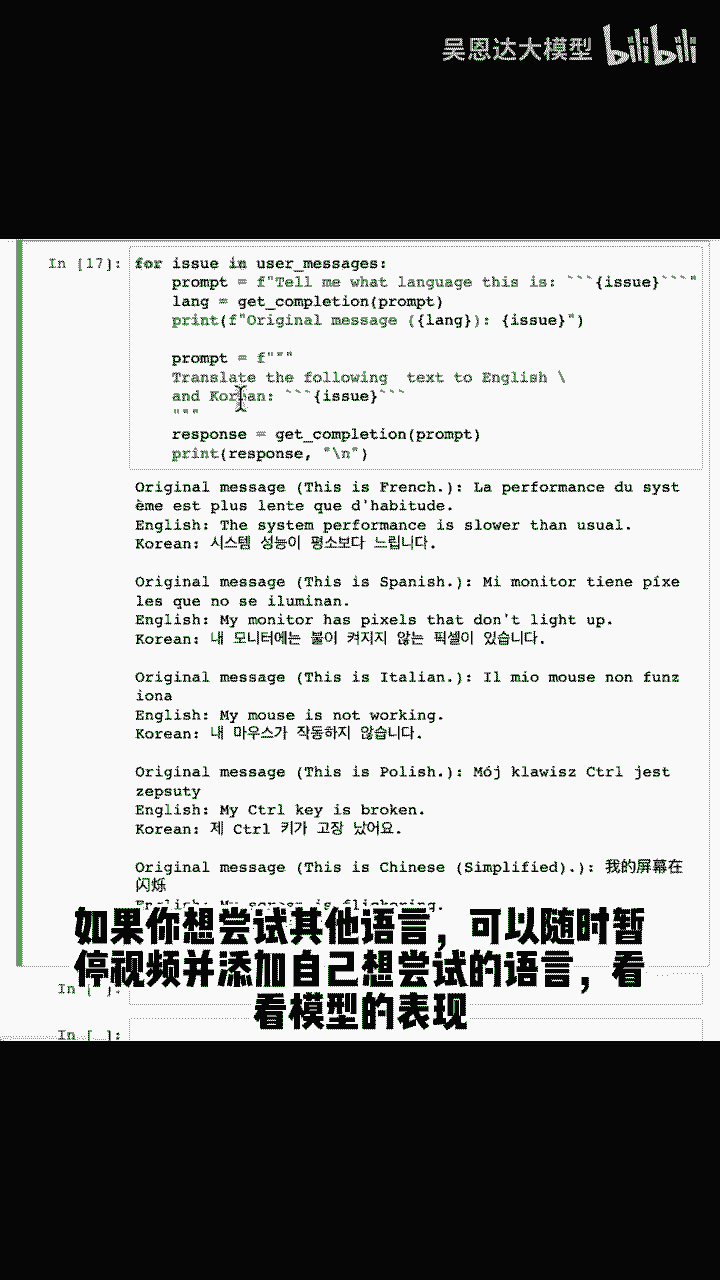 吴恩达大模型 bilibili
In [17]: for issue in user_messages:
prompt = f"Tell me what language this is: ```{issue}```"
lang = get_completion(prompt)
print(f"Original message ({lang}): {issue}")
prompt = f"""
Translate the following  text to English \
and Korean: ```{issue}```
"""
response = get_completion(prompt)
print(response, "\n")
Original message (This is French.): La performance du syst
ème est plus lente que d'habitude.
English: The system performance is slower than usual.
Korean: 시스템 성능이 평소보다 느립니다.
Original message (This is Spanish.): Mi monitor tiene píxe
les que no se iluminan.
English: My monitor has pixels that don't light up.
Korean: 내 모니터에는 불이 켜지지 않는 픽셀이 있습니다.
Original message (This is Italian.): Il mio mouse non funz
iona
English: My mouse is not working.
Korean: 내 마우스가 작동하지 않습니다.
Original message (This is Polish.): Mój klawisz Ctrl jest
zepsuty
English: My Ctrl key is broken.
Korean: 제 Ctrl 키가 고장 났어요.
Original message (This is Chinese (Simplified).): 我的屏幕在
闪烁
English: My screen is flickering.
如果你想尝试其他语言，可以随时暂
停视频并添加自己想尝试的语言，看
看模型的表现
In [ ]:
In [ ]: